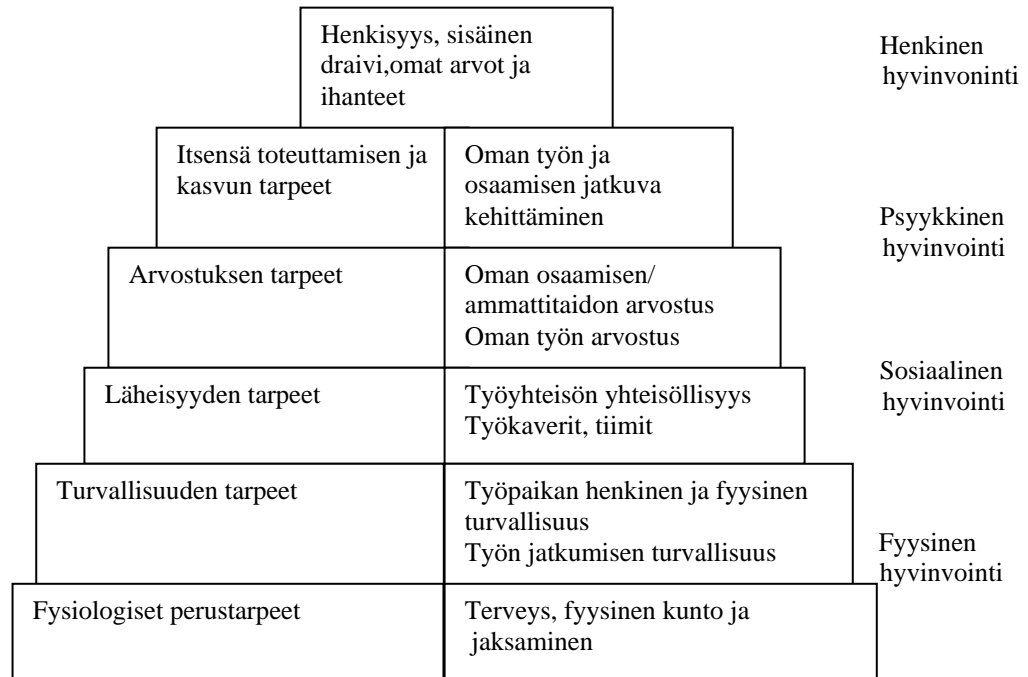 Henkisyys, sisäinen
draivi,omat arvot ja
ihanteet
Henkinen
hyvinvoninti
Itsensä toteuttamisen ja
kasvun tarpeet
Oman työn ja
osaamisen jatkuva
kehittäminen
Psyykkinen
hyvinvointi
Arvostuksen tarpeet
Oman osaamisen/
ammattitaidon arvostus
Oman työn arvostus
Sosiaalinen
hyvinvointi
Läheisyyden tarpeet
Työyhteisön yhteisöllisyys
Työkaverit, tiimit
Turvallisuuden tarpeet
Työpaikan henkinen ja fyysinen
turvallisuus
Työn jatkumisen turvallisuus
Fyysinen
hyvinvointi
Fysiologiset perustarpeet
Terveys, fyysinen kunto ja
jaksaminen